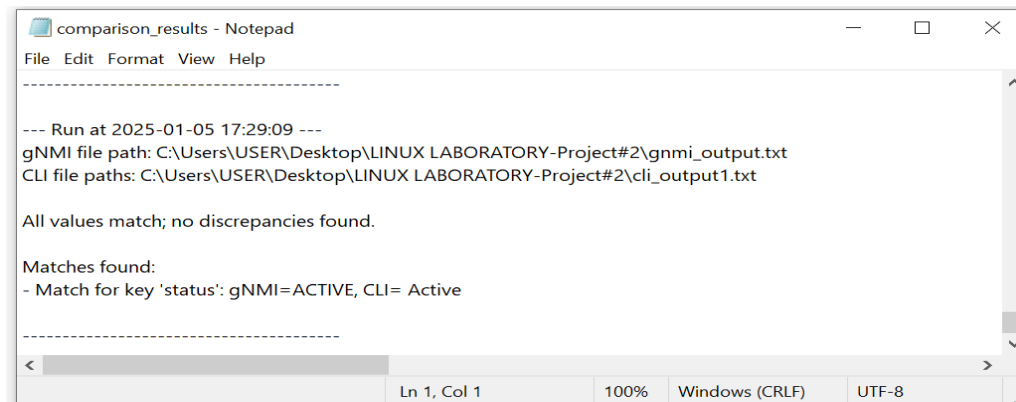 comparison_results - Notepad
File Edit Format View Help
----------------------------------------
--- Run at 2025-01-05 17:29:09 ---
gNMI file path: C:\Users\USER\Desktop\LINUX LABORATORY-Project#2\gnmi_output.txt
CLI file paths: C:\Users\USER\Desktop\LINUX LABORATORY-Project#2\cli_output1.txt
All values match; no discrepancies found.
Matches found:
- Match for key 'status': gNMI=ACTIVE, CLI= Active
----------------------------------------
Ln 1, Col 1 100% Windows (CRLF) UTF-8